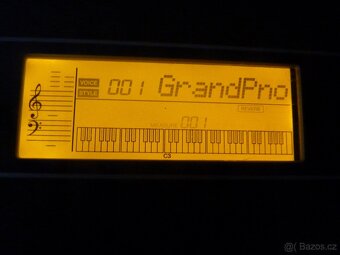 VOICE 001 GrandPno
STYLE
REVERB
MEASURE 001
C3
© Bazos.cz